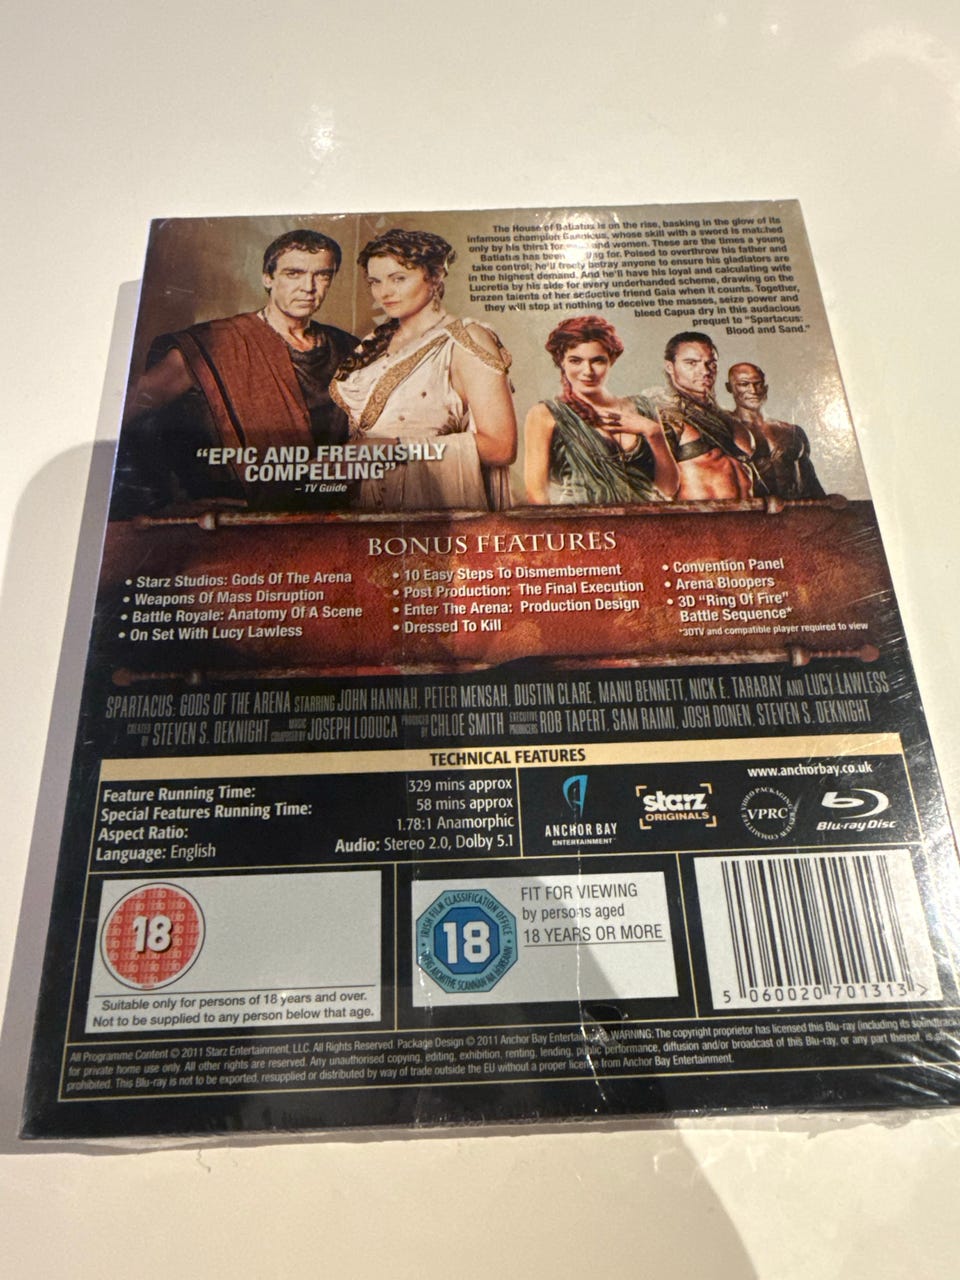 The House of Batiatus is on the rise, basking in the glow of its
infamous champion Gannicus, whose skill with a sword is matched
only by his thirst for and women. These are the times a young
Batiatus has been for. Poised to overthrow his father and
take control; he'll freely betray anyone to ensure his gladiators are
in the highest demand. And he'll have his loyal and calculating wife
Lucretia by his side for every underhanded scheme, drawing on the
brazen talents of her seductive friend Gaia when it counts. Together,
they will stop at nothing to deceive the masses, seize power and
bleed Capua dry in this audacious
prequel to "Spartacus:
Blood and Sand."
"EPIC AND FREAKISHLY
COMPELLING"
– TV Guide
BONUS FEATURES
• Starz Studios: Gods Of The Arena
• Weapons Of Mass Disruption
• Battle Royale: Anatomy Of A Scene
• On Set With Lucy Lawless
• 10 Easy Steps To Dismemberment
• Post Production: The Final Execution
• Enter The Arena: Production Design
• Dressed To Kill
• Convention Panel
• Arena Bloopers
• 3D "Ring Of Fire"
Battle Sequence*
*3DTV and compatible player required to view
SPARTACUS: GODS OF THE ARENA STARRING JOHN HANNAH, PETER MENSAH, DUSTIN CLARE, MANU BENNETT, NICK E. TARABAY AND LUCY LAWLESS
CREATED BY STEVEN S. DEKNIGHT MUSIC COMPOSED BY JOSEPH LODUCA PRODUCED BY CHLOE SMITH EXECUTIVE PRODUCERS ROB TAPERT, SAM RAIMI, JOSH DONEN, STEVEN S. DEKNIGHT
TECHNICAL FEATURES
Feature Running Time: 329 mins approx
Special Features Running Time: 58 mins approx
Aspect Ratio: 1.78:1 Anamorphic
Language: English Audio: Stereo 2.0, Dolby 5.1
ANCHOR BAY
ENTERTAINMENT
starz
ORIGINALS
www.anchorbay.co.uk
VIDEO PACKAGING REVIEW COMMITTEE
VPRC
Blu-ray Disc
18
Suitable only for persons of 18 years and over.
Not to be supplied to any person below that age.
IRISH FILM CLASSIFICATION OFFICE
18
FIT FOR VIEWING
by persons aged
18 YEARS OR MORE
5 060020 701313 >
All Programme Content © 2011 Starz Entertainment, LLC. All Rights Reserved. Package Design © 2011 Anchor Bay Entertainment. WARNING: The copyright proprietor has licensed this Blu-ray (including its soundtrack)
for private home use only. All other rights are reserved. Any unauthorised copying, editing, exhibition, renting, lending, public performance, diffusion and/or broadcast of this Blu-ray, or any part thereof, is
prohibited. This Blu-ray is not to be exported, resupplied or distributed by way of trade outside the EU without a proper license from Anchor Bay Entertainment.